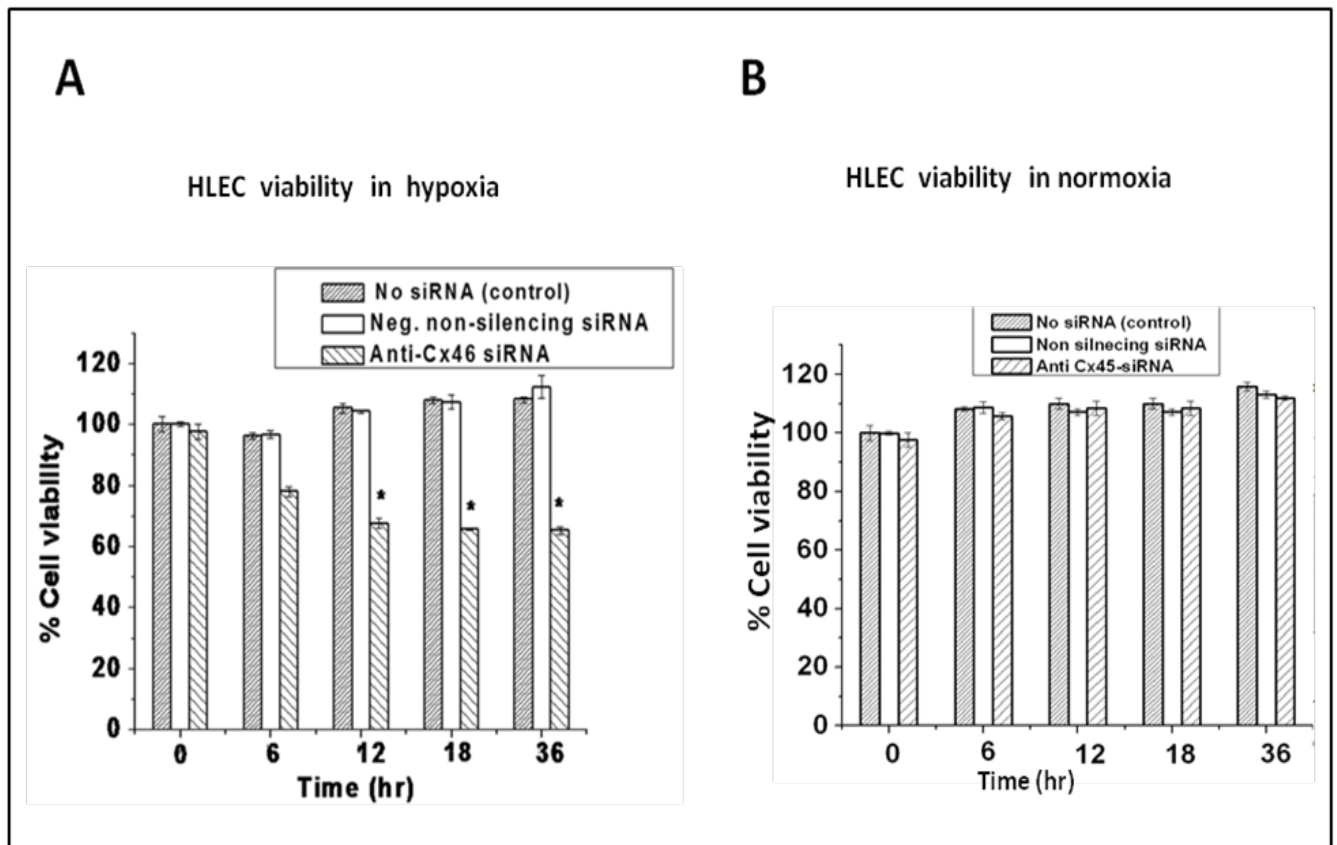 A
HLEC viability in hypoxia
No siRNA (control)
Neg. non-silencing siRNA
Anti-Cx46 siRNA
% Cell viability
120
100
80
60
40
20
0
0 6 12 18 36
* * *
Time (hr)
B
HLEC viability in normoxia
No siRNA (control)
Non silnecing siRNA
Anti Cx45-siRNA
% Cell viability
120
100
80
60
40
20
0
0 6 12 18 36
Time (hr)